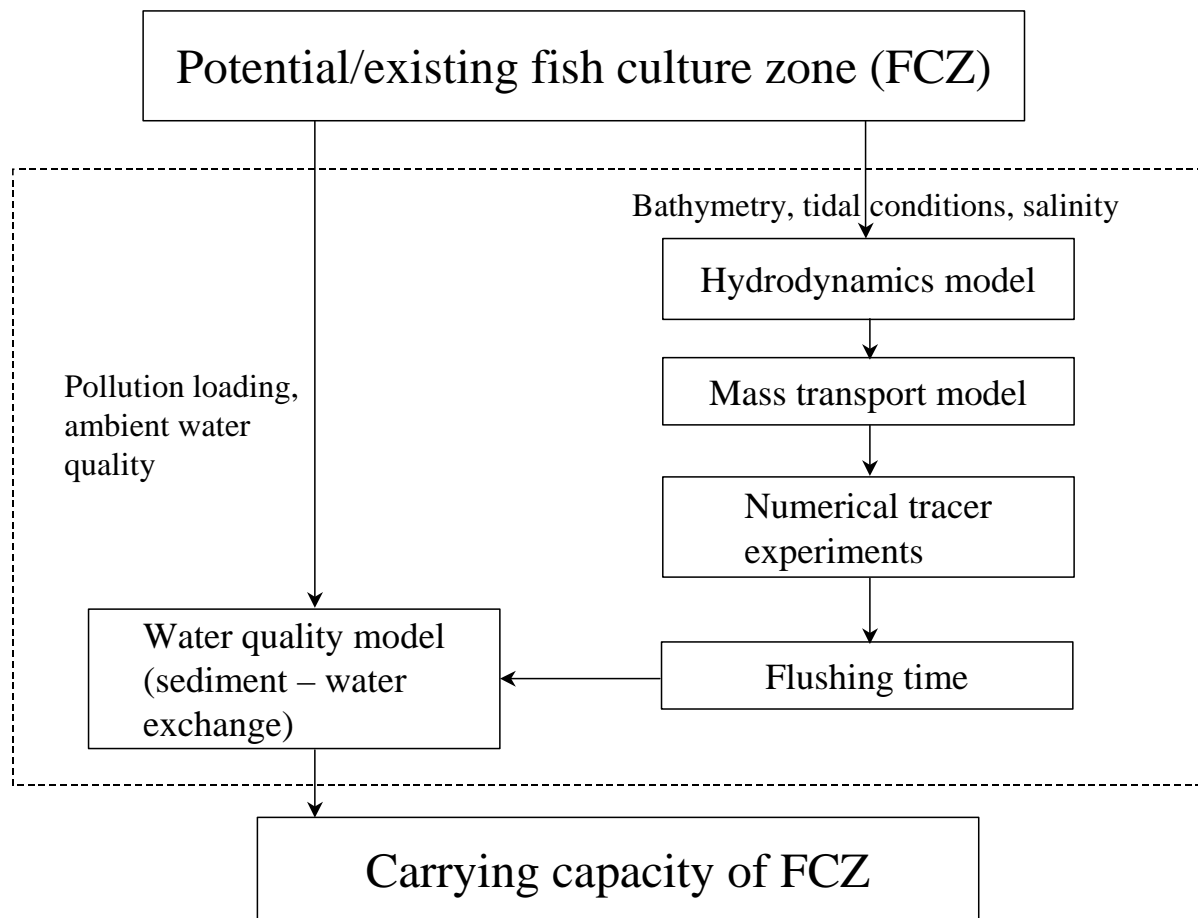 Potential/existing fish culture zone (FCZ)
Bathymetry, tidal conditions, salinity
Hydrodynamics model
Mass transport model
Pollution loading,
ambient water
quality
Numerical tracer
experiments
Water quality model
(sediment – water
exchange)
Flushing time
Carrying capacity of FCZ